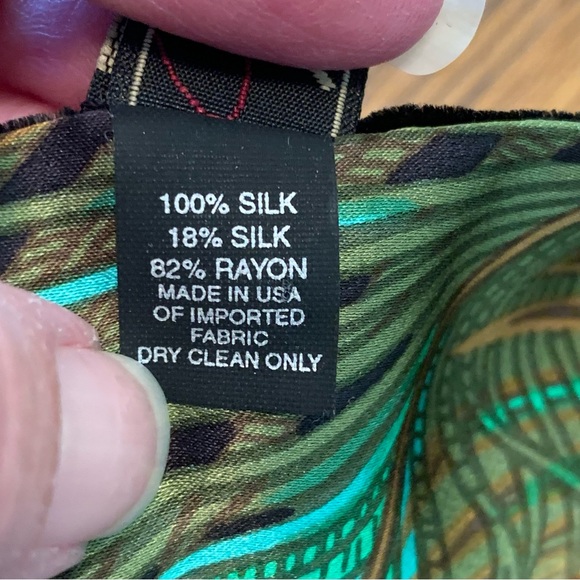 100% SILK
18% SILK
82% RAYON
MADE IN USA
OF IMPORTED
FABRIC
DRY CLEAN ONLY